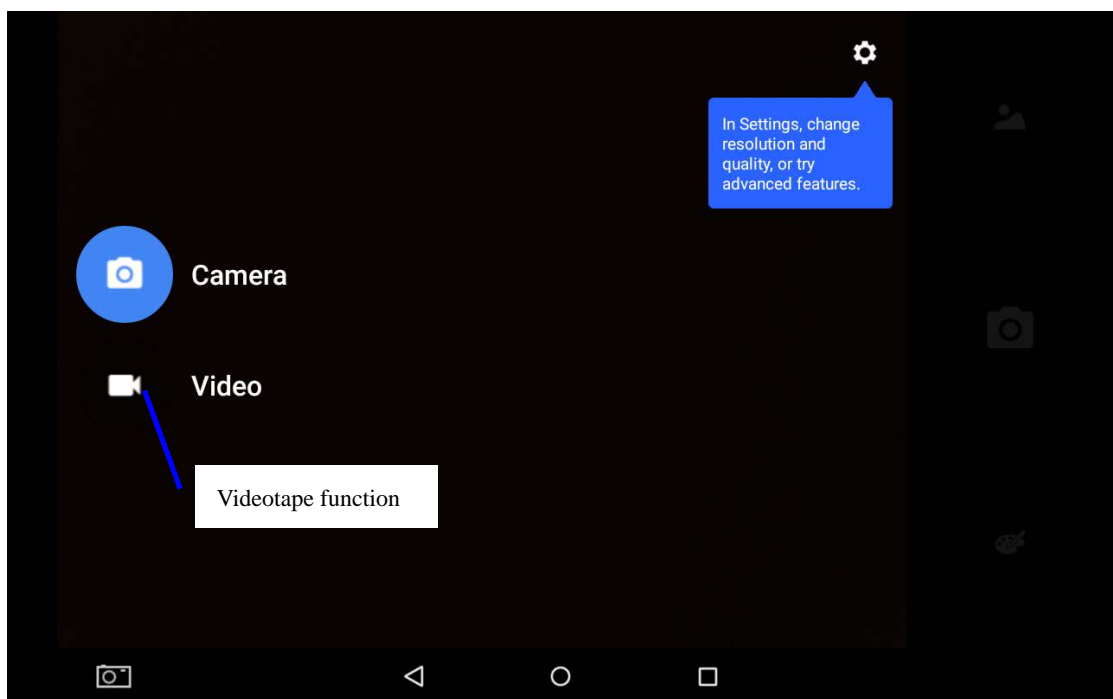 In Settings, change
resolution and
quality, or try
advanced features.
Camera
Video
Videotape function